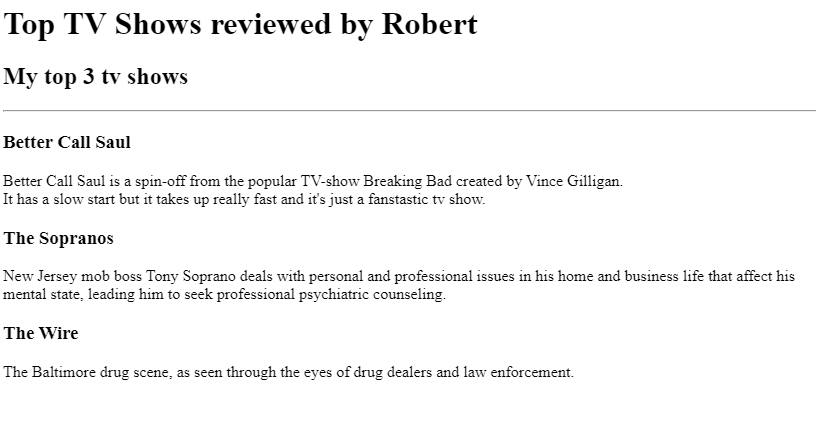 Top TV Shows reviewed by Robert
My top 3 tv shows
Better Call Saul
Better Call Saul is a spin-off from the popular TV-show Breaking Bad created by Vince Gilligan.
It has a slow start but it takes up really fast and it's just a fanstastic tv show.
The Sopranos
New Jersey mob boss Tony Soprano deals with personal and professional issues in his home and business life that affect his
mental state, leading him to seek professional psychiatric counseling.
The Wire
The Baltimore drug scene, as seen through the eyes of drug dealers and law enforcement.